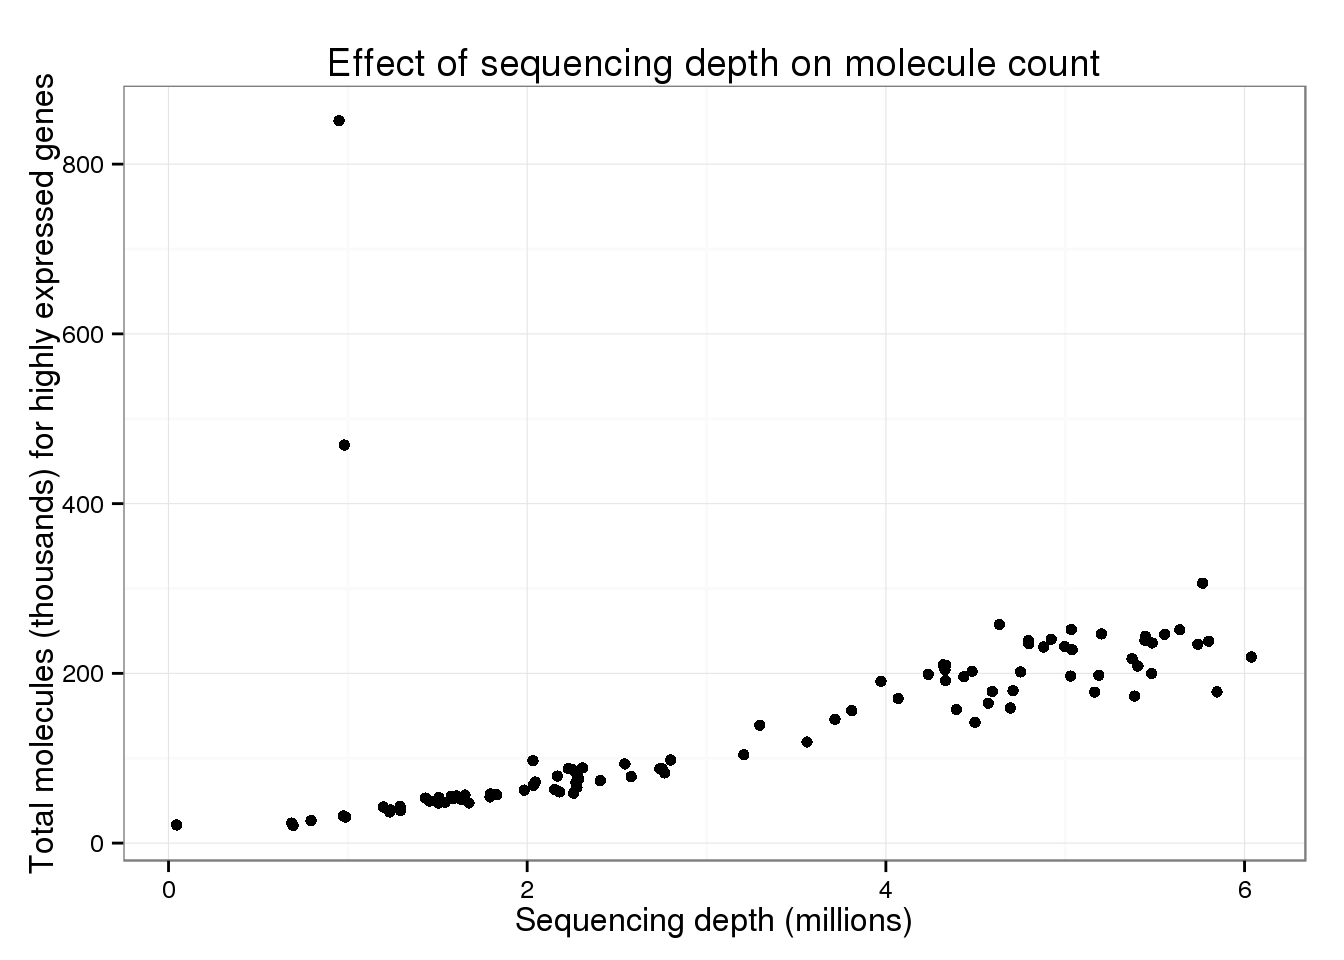 Effect of sequencing depth on molecule count
Total molecules (thousands) for highly expressed genes
800
600
400
200
0
0 2 4 6
Sequencing depth (millions)